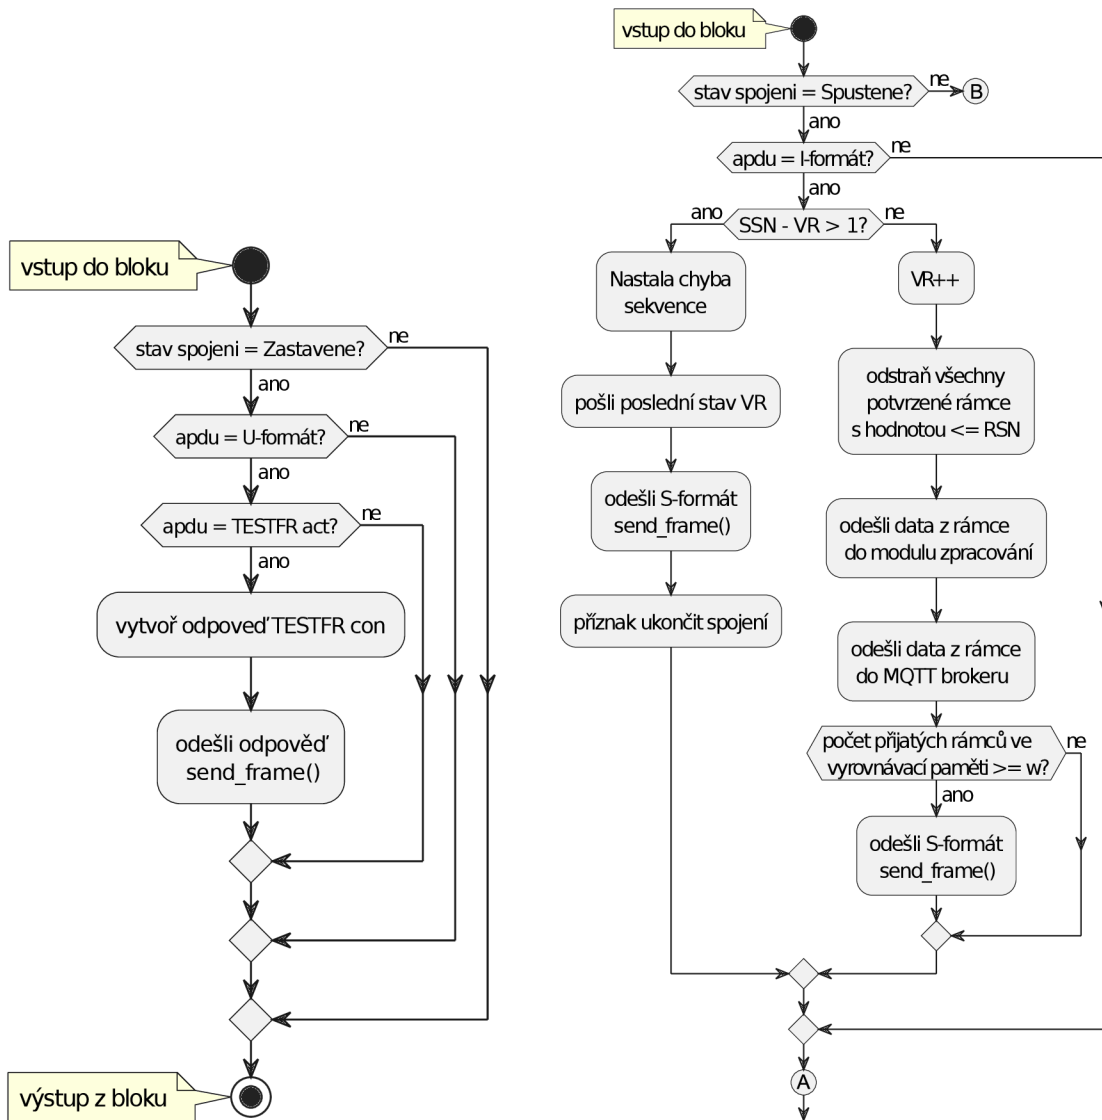 vstup do bloku
stav spojeni = Zastavene?
ne
ano
apdu = U-formát?
ne
ano
apdu = TESTFR act?
ne
ano
vytvoř odpoveď TESTFR con
odešli odpověď
send_frame()
výstup z bloku
vstup do bloku
stav spojeni = Spustene?
ne
B
ano
apdu = I-formát?
ne
ano
ano
SSN - VR > 1?
ne
Nastala chyba
sekvence
pošli poslední stav VR
odešli S-formát
send_frame()
příznak ukončit spojení
VR++
odstraň všechny
potvrzené rámce
s hodnotou <= RSN
odešli data z rámce
do modulu zpracování
odešli data z rámce
do MQTT brokeru
počet přijatých rámců ve
vyrovnávací paměti >= w?
ne
ano
odešli S-formát
send_frame()
A